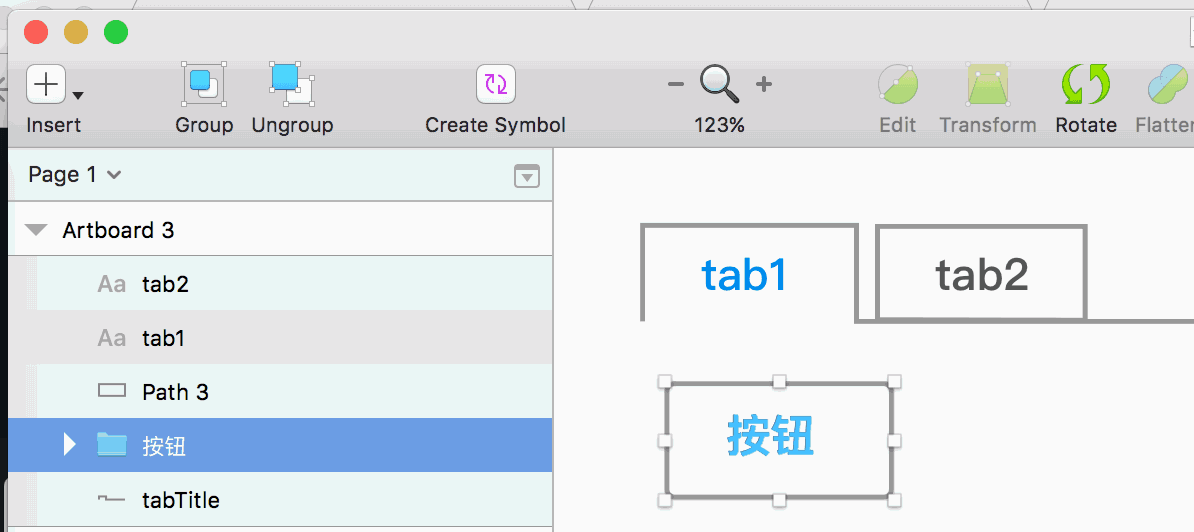 Insert
Group
Ungroup
Create Symbol
123%
Edit
Transform
Rotate
Flatten
Page 1
Artboard 3
Aa tab2
Aa tab1
Path 3
按钮
tabTitle
tab1
tab2
按钮